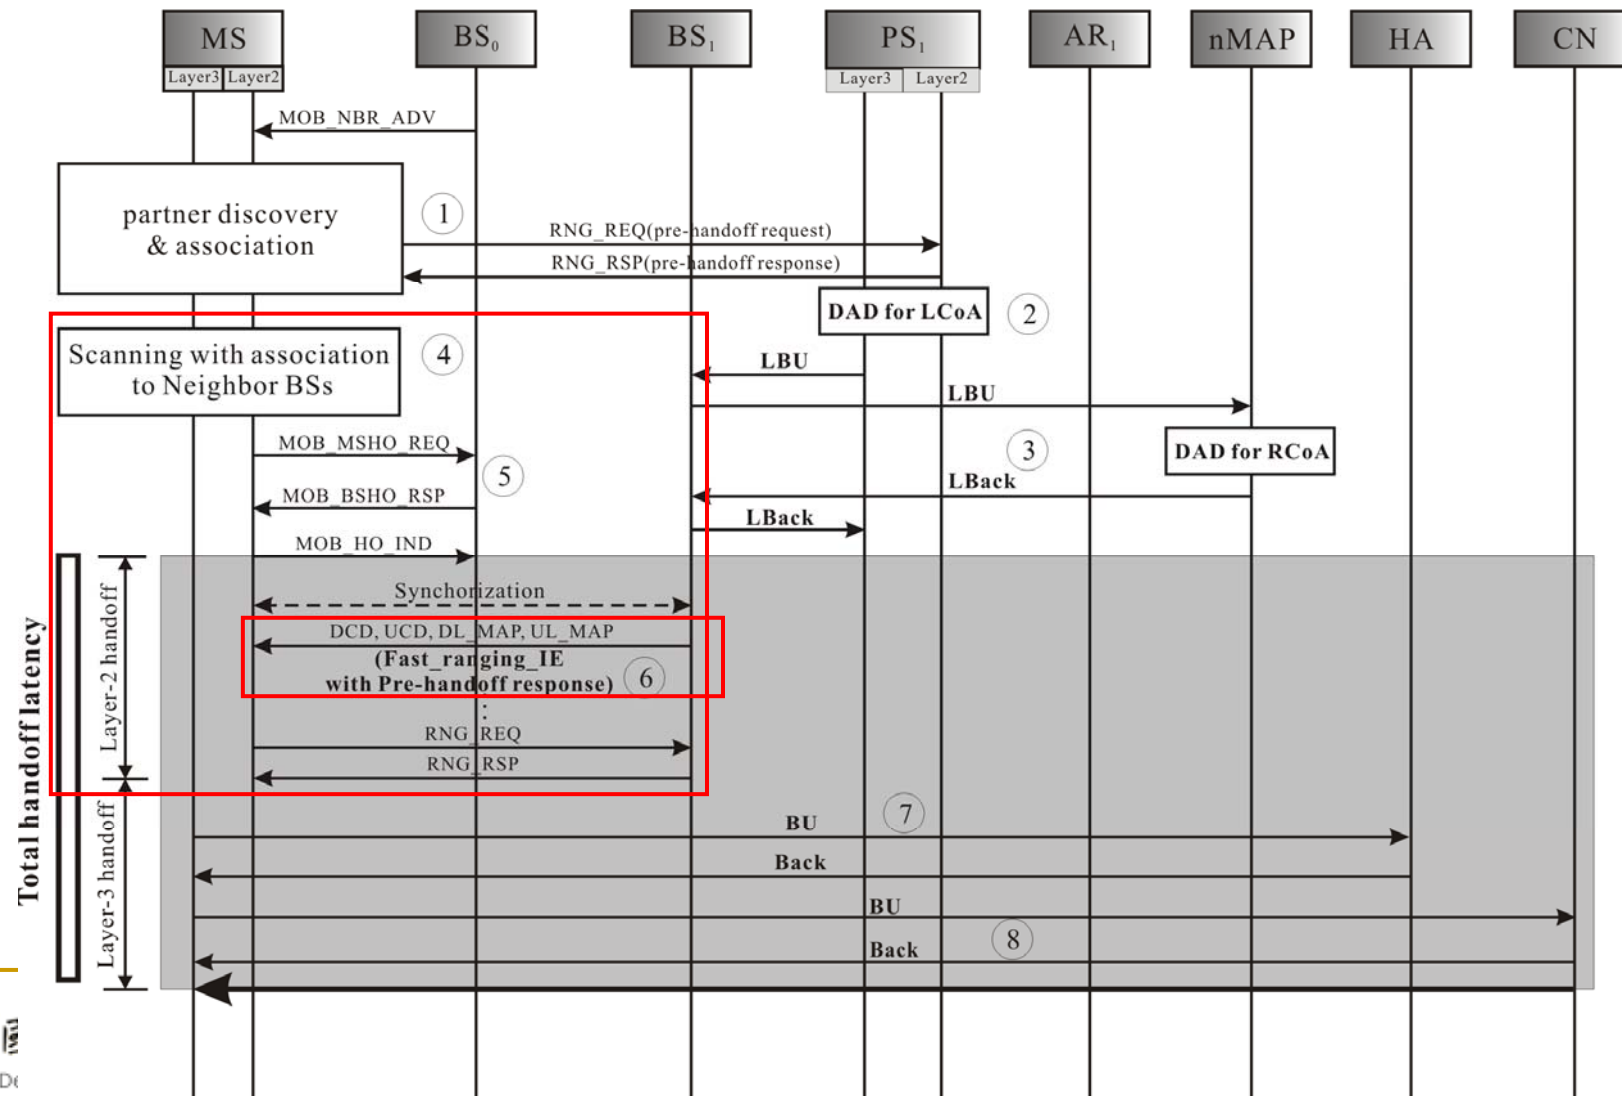 MS
BS₀
BS₁
PS₁
AR₁
nMAP
HA
CN
Layer3
Layer2
Layer3
Layer2
MOB_NBR_ADV
partner discovery
& association
1
RNG_REQ(pre-handoff request)
RNG_RSP(pre-handoff response)
DAD for LCoA
2
Scanning with association
to Neighbor BSs
4
LBU
LBU
MOB_MSHO_REQ
DAD for RCoA
3
5
MOB_BSHO_RSP
LBack
LBack
MOB_HO_IND
Total handoff latency
Layer-2 handoff
Synchorization
DCD, UCD, DL_MAP, UL_MAP
(Fast_ranging_IE
with Pre-handoff response)
6
RNG_REQ
RNG_RSP
Layer-3 handoff
BU
7
Back
BU
Back
8
De